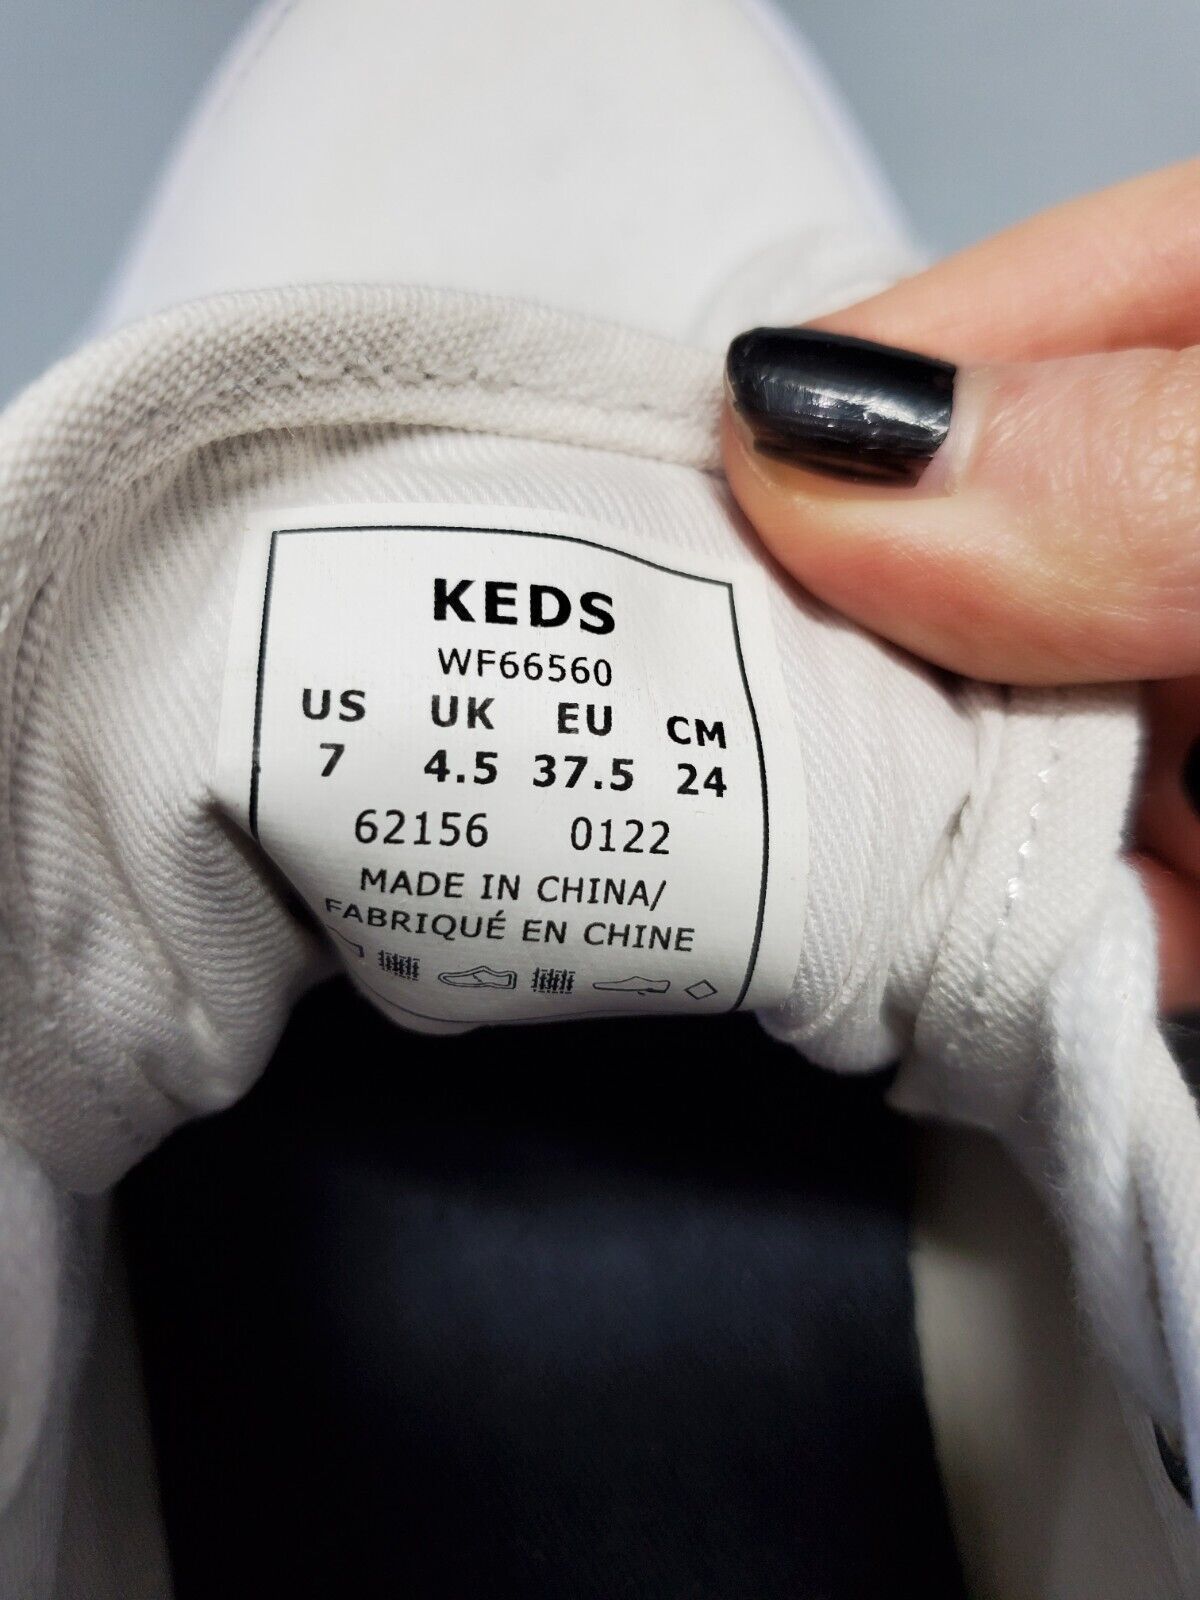 KEDS
WF66560
US UK EU CM
7 4.5 37.5 24
62156 0122
MADE IN CHINA/
FABRIQUÉ EN CHINE